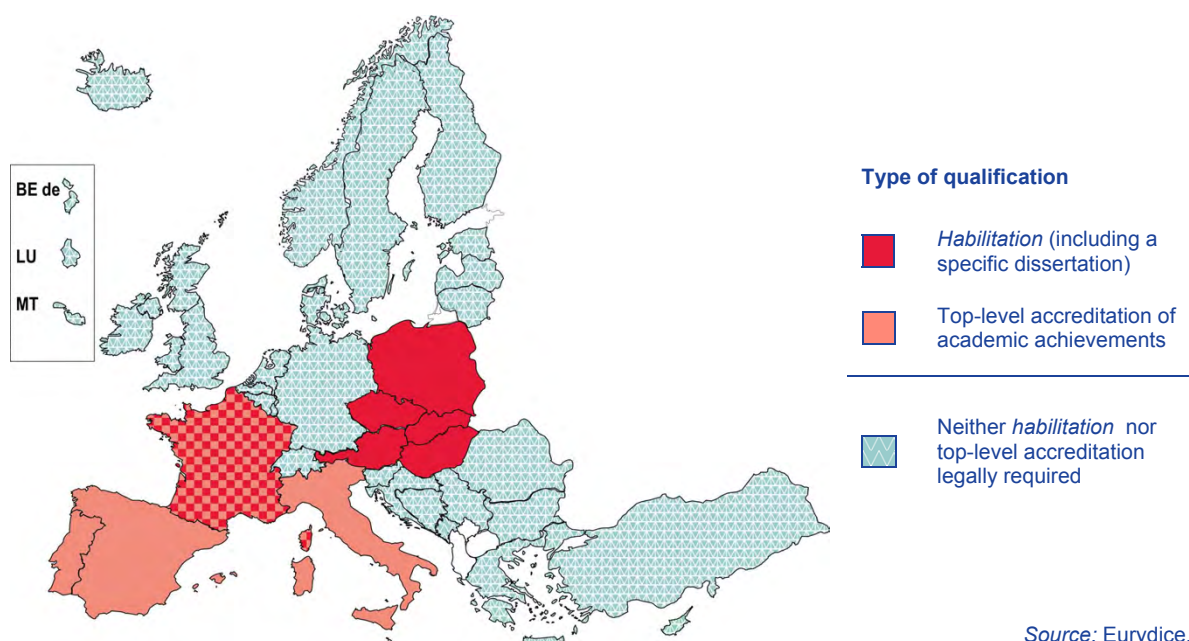 BE de
LU
MT
Type of qualification
Habilitation (including a
specific dissertation)
Top-level accreditation of
academic achievements
Neither habilitation nor
top-level accreditation
legally required
Source: Eurydice.